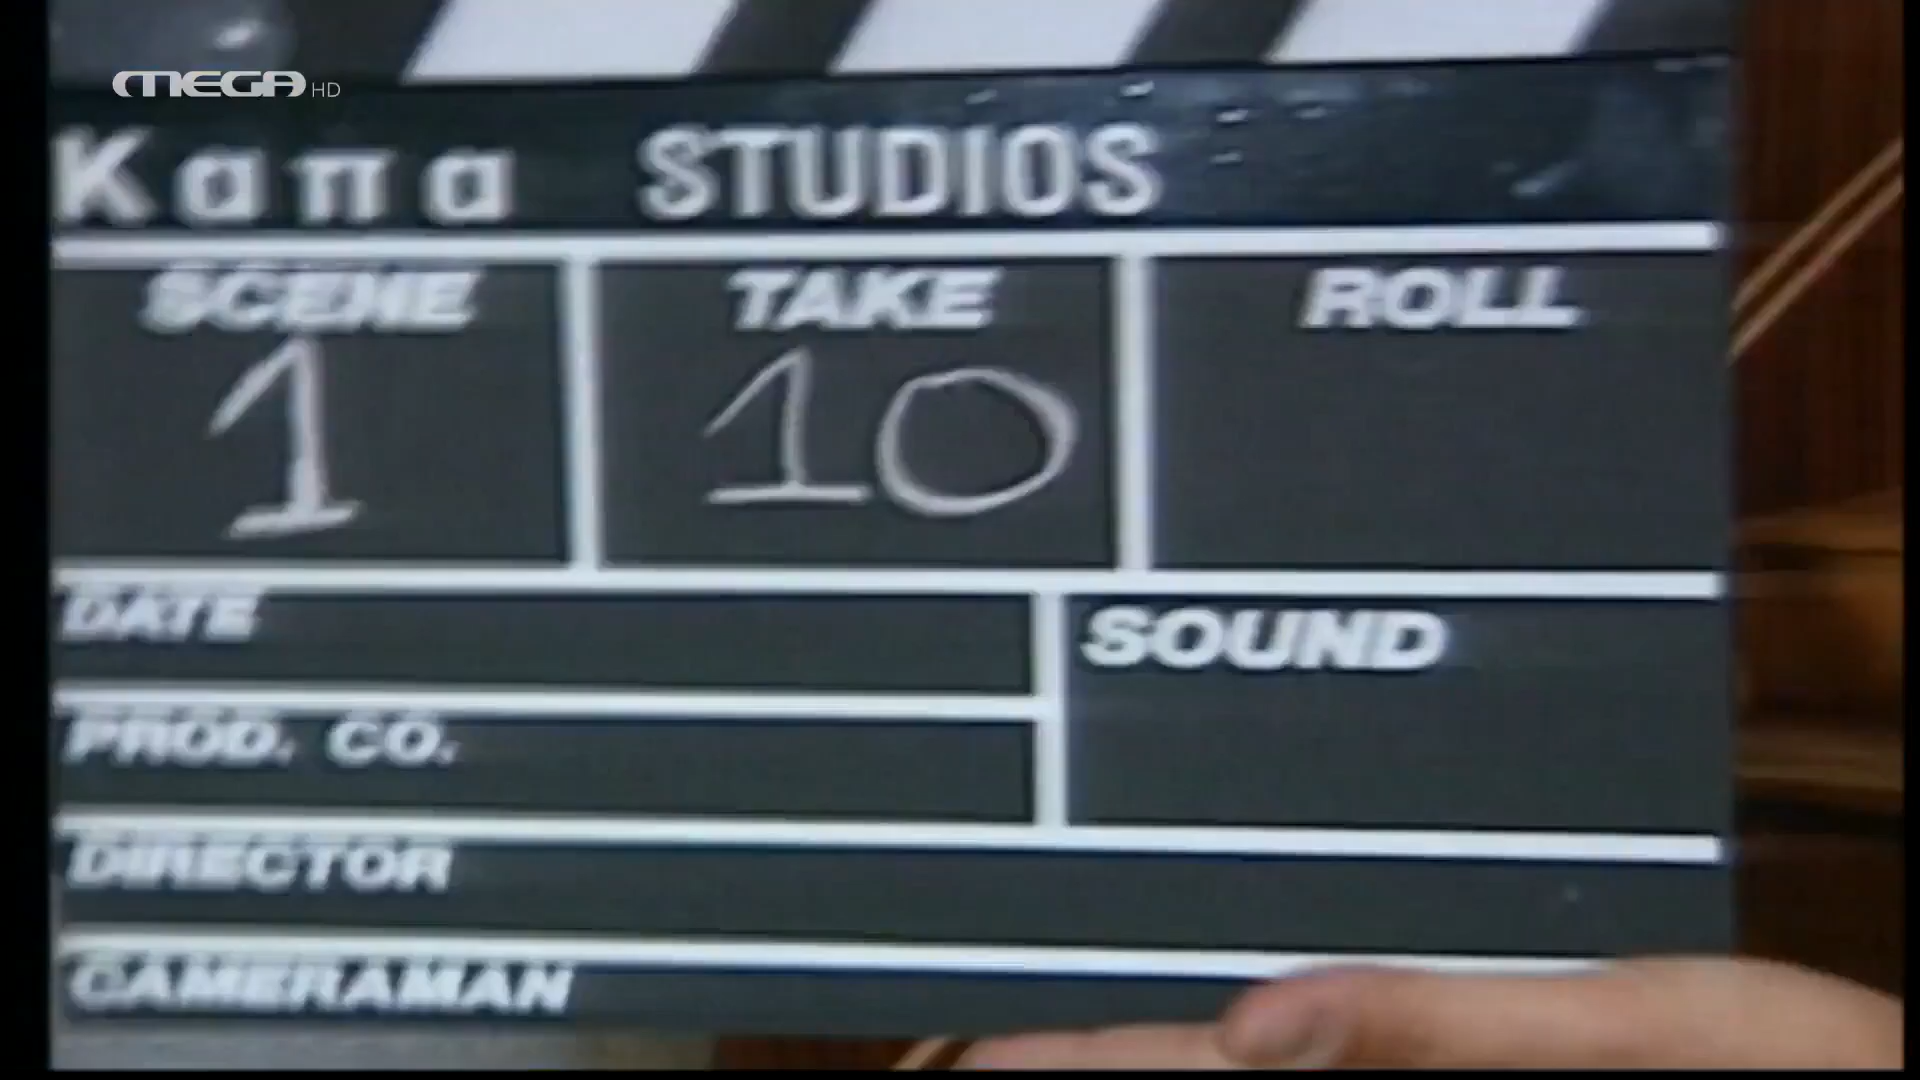 MEGA HD
Καπα STUDIOS
SCENE TAKE ROLL
1 10
DATE
SOUND
PROD. CO.
DIRECTOR
CAMERAMAN